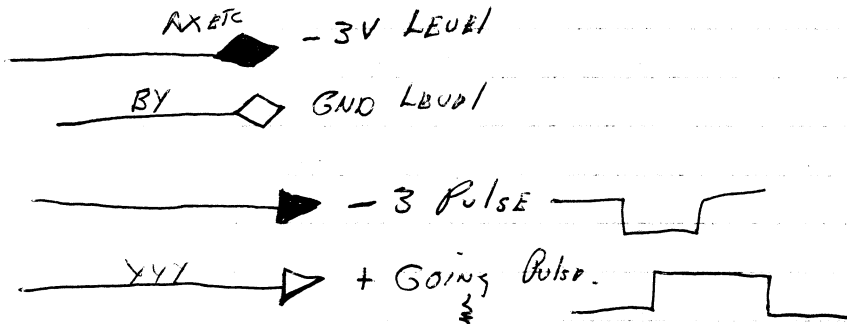 AX ETC - 3V LEVEL
BY GND LEVEL
- 3 PULSE
YYY + GOING PULSE.